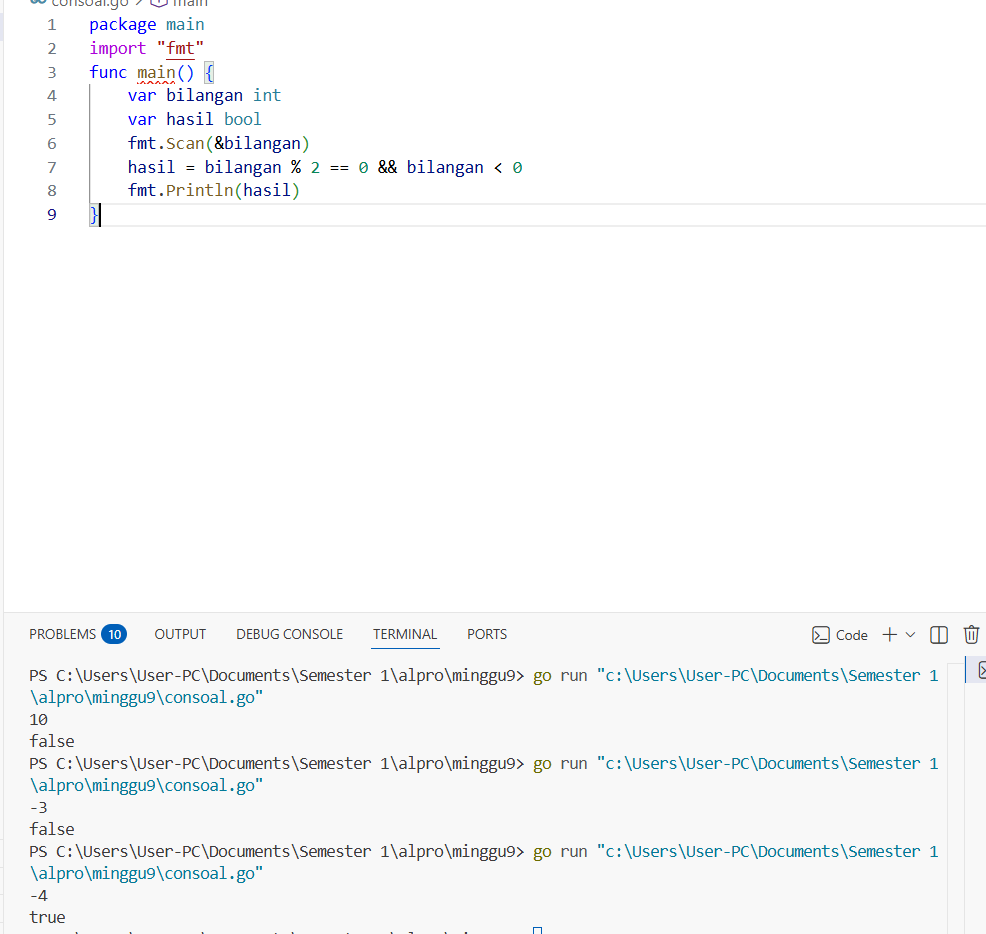 consoal.go > main
1 package main
2 import "fmt"
3 func main() {
4 var bilangan int
5 var hasil bool
6 fmt.Scan(&bilangan)
7 hasil = bilangan % 2 == 0 && bilangan < 0
8 fmt.Println(hasil)
9 }
PROBLEMS 10 OUTPUT DEBUG CONSOLE TERMINAL PORTS Code
PS C:\Users\User-PC\Documents\Semester 1\alpro\minggu9> go run "c:\Users\User-PC\Documents\Semester 1
\alpro\minggu9\consoal.go"
10
false
PS C:\Users\User-PC\Documents\Semester 1\alpro\minggu9> go run "c:\Users\User-PC\Documents\Semester 1
\alpro\minggu9\consoal.go"
-3
false
PS C:\Users\User-PC\Documents\Semester 1\alpro\minggu9> go run "c:\Users\User-PC\Documents\Semester 1
\alpro\minggu9\consoal.go"
-4
true